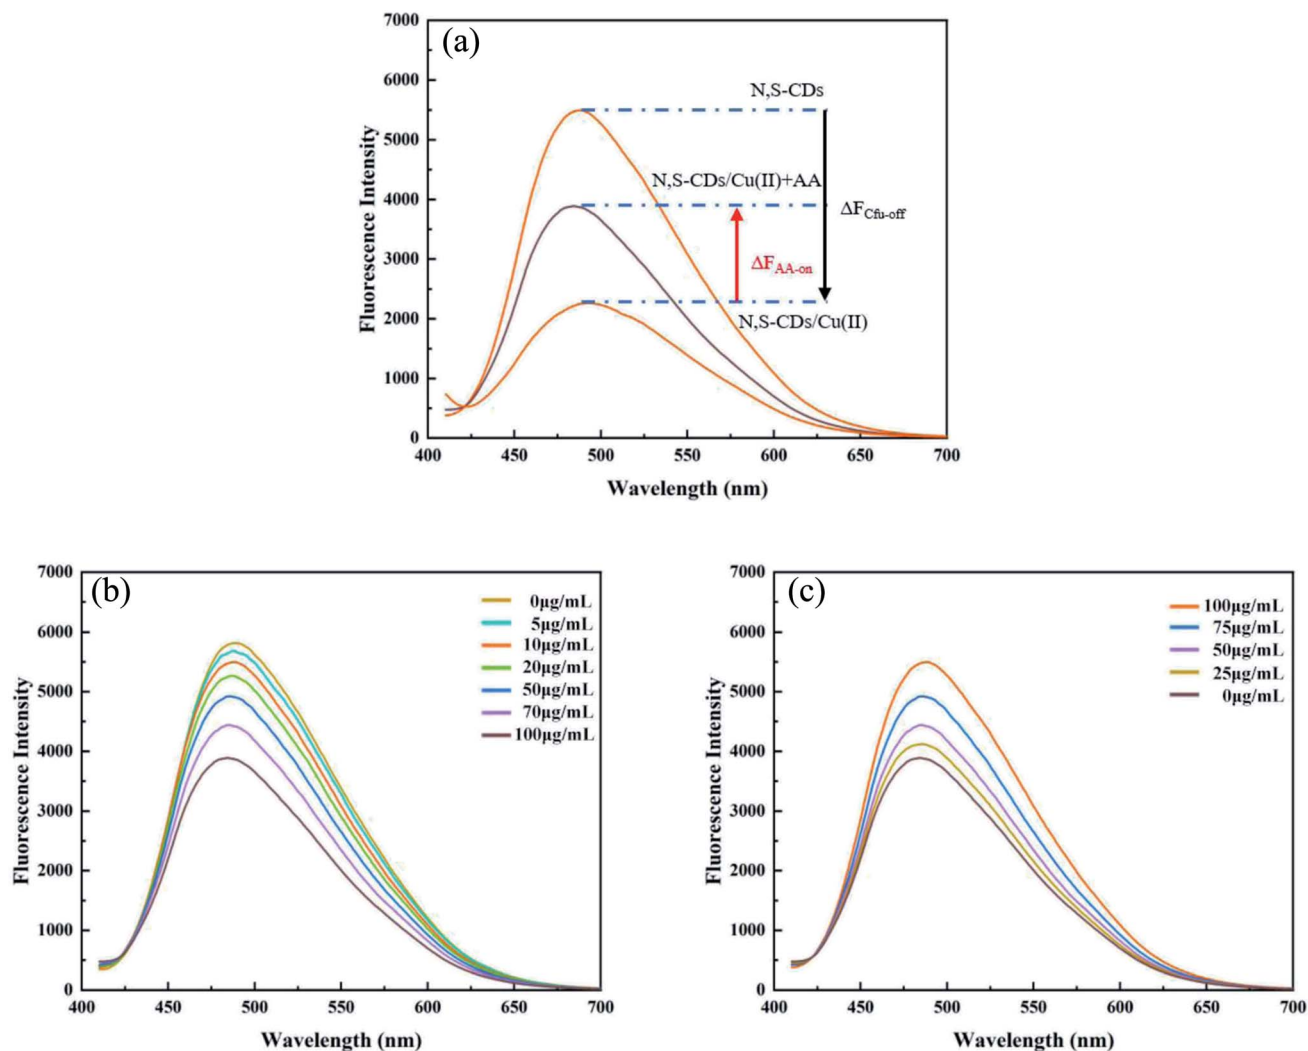 (a)
7000
6000
5000
4000
3000
2000
1000
0
Fluorescence Intensity
N,S-CDs
N,S-CDs/Cu(II)+AA
ΔF_Cfu-off
ΔF_AA-on
N,S-CDs/Cu(II)
400 450 500 550 600 650 700
Wavelength (nm)
(b)
7000
6000
5000
4000
3000
2000
1000
0
Fluorescence Intensity
0μg/mL
5μg/mL
10μg/mL
20μg/mL
50μg/mL
70μg/mL
100μg/mL
400 450 500 550 600 650 700
Wavelength (nm)
(c)
7000
6000
5000
4000
3000
2000
1000
0
Fluorescence Intensity
100μg/mL
75μg/mL
50μg/mL
25μg/mL
0μg/mL
400 450 500 550 600 650 700
Wavelength (nm)